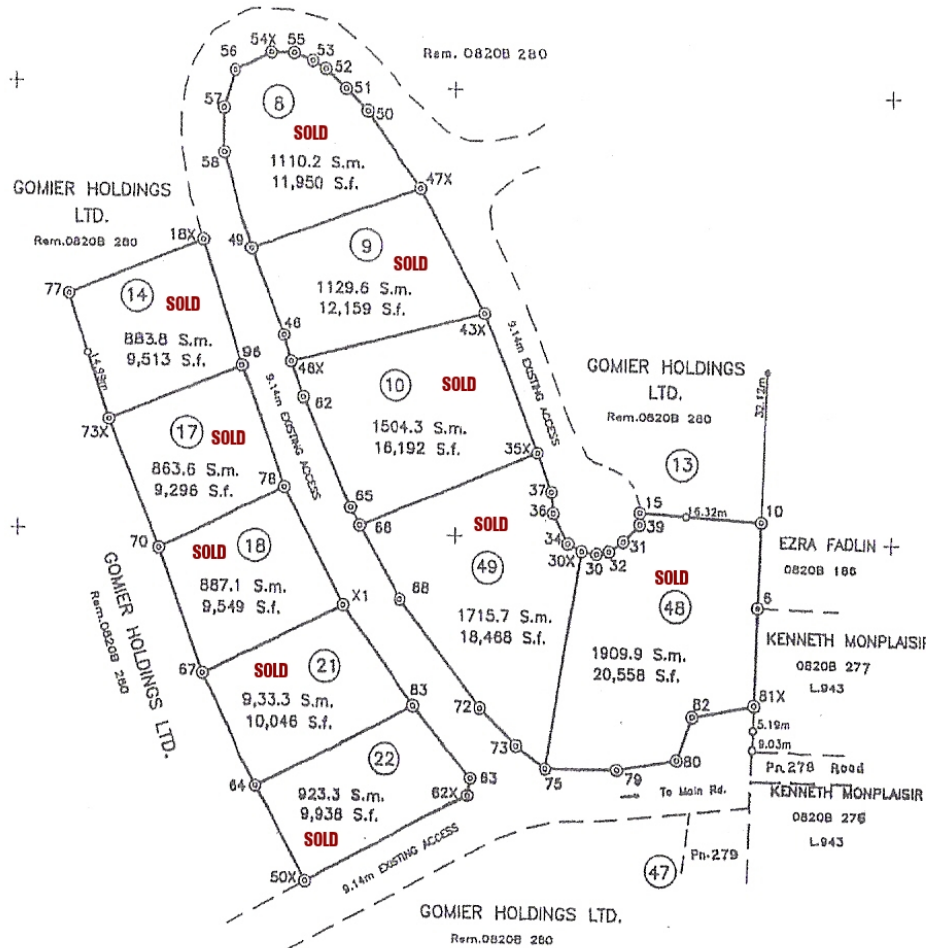 54X
55
53
52
51
50
56
57
58
8
SOLD
1110.2 S.m.
11,950 S.f.
Rem. 0820B 280
47X
GOMIER HOLDINGS
LTD.
Rem.0820B 280
18X
49
9
SOLD
1129.6 S.m.
12,159 S.f.
77
14
SOLD
883.8 S.m.
9,513 S.f.
14.99m
46
48X
43X
96
9.14m EXISTING ACCESS
62
10
SOLD
1504.3 S.m.
16,192 S.f.
9.14m EXISTING ACCESS
GOMIER HOLDINGS
LTD.
Rem.0820B 280
32.12m
73X
17
SOLD
863.6 S.m.
9,296 S.f.
35X
13
78
65
66
37
36
15
16.32m
10
39
70
18
SOLD
887.1 S.m.
9,549 S.f.
SOLD
34
30X
30
32
31
EZRA FADLIN
0820B 186
49
1715.7 S.m.
18,468 S.f.
SOLD
48
1909.9 S.m.
20,558 S.f.
GOMIER HOLDINGS LTD.
Rem.0820B 280
X1
68
6
KENNETH MONPLAISIR
0820B 277
L.943
67
SOLD
21
9,33.3 S.m.
10,046 S.f.
83
72
73
82
81X
5.19m
9.03m
64
22
923.3 S.m.
9,938 S.f.
SOLD
63
62X
75
79
80
Pn.278 Road
To Main Rd.
KENNETH MONPLAISIR
0820B 276
L.943
50X
9.14m EXISTING ACCESS
47
Pn.279
GOMIER HOLDINGS LTD.
Rem.0820B 280